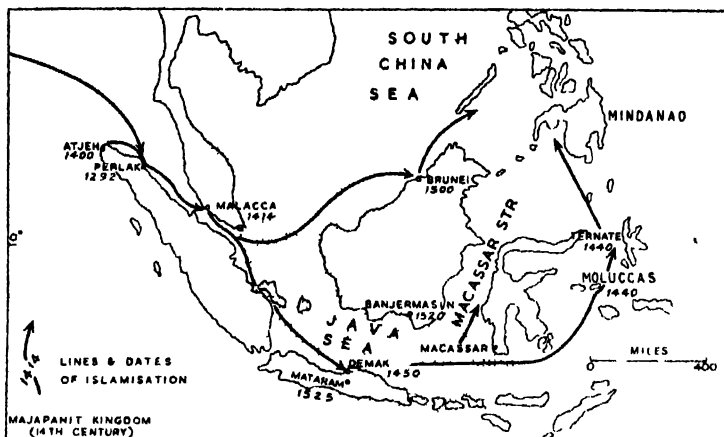 SOUTH
CHINA
SEA
MINDANAO
ATJEH
1400
PERLAK
1292
MALACCA
1414
BRUNEI
1500
MACASSAR STR
TERNATE
1440
MOLUCCAS
1440
0°
BANJERMASIN
1520
JAVA
SEA
MACASSAR
DEMAK
1450
MATARAM
1525
MILES
0 400
1414
LINES & DATES
OF ISLAMISATION
MAJAPAHIT KINGDOM
(14TH CENTURY)